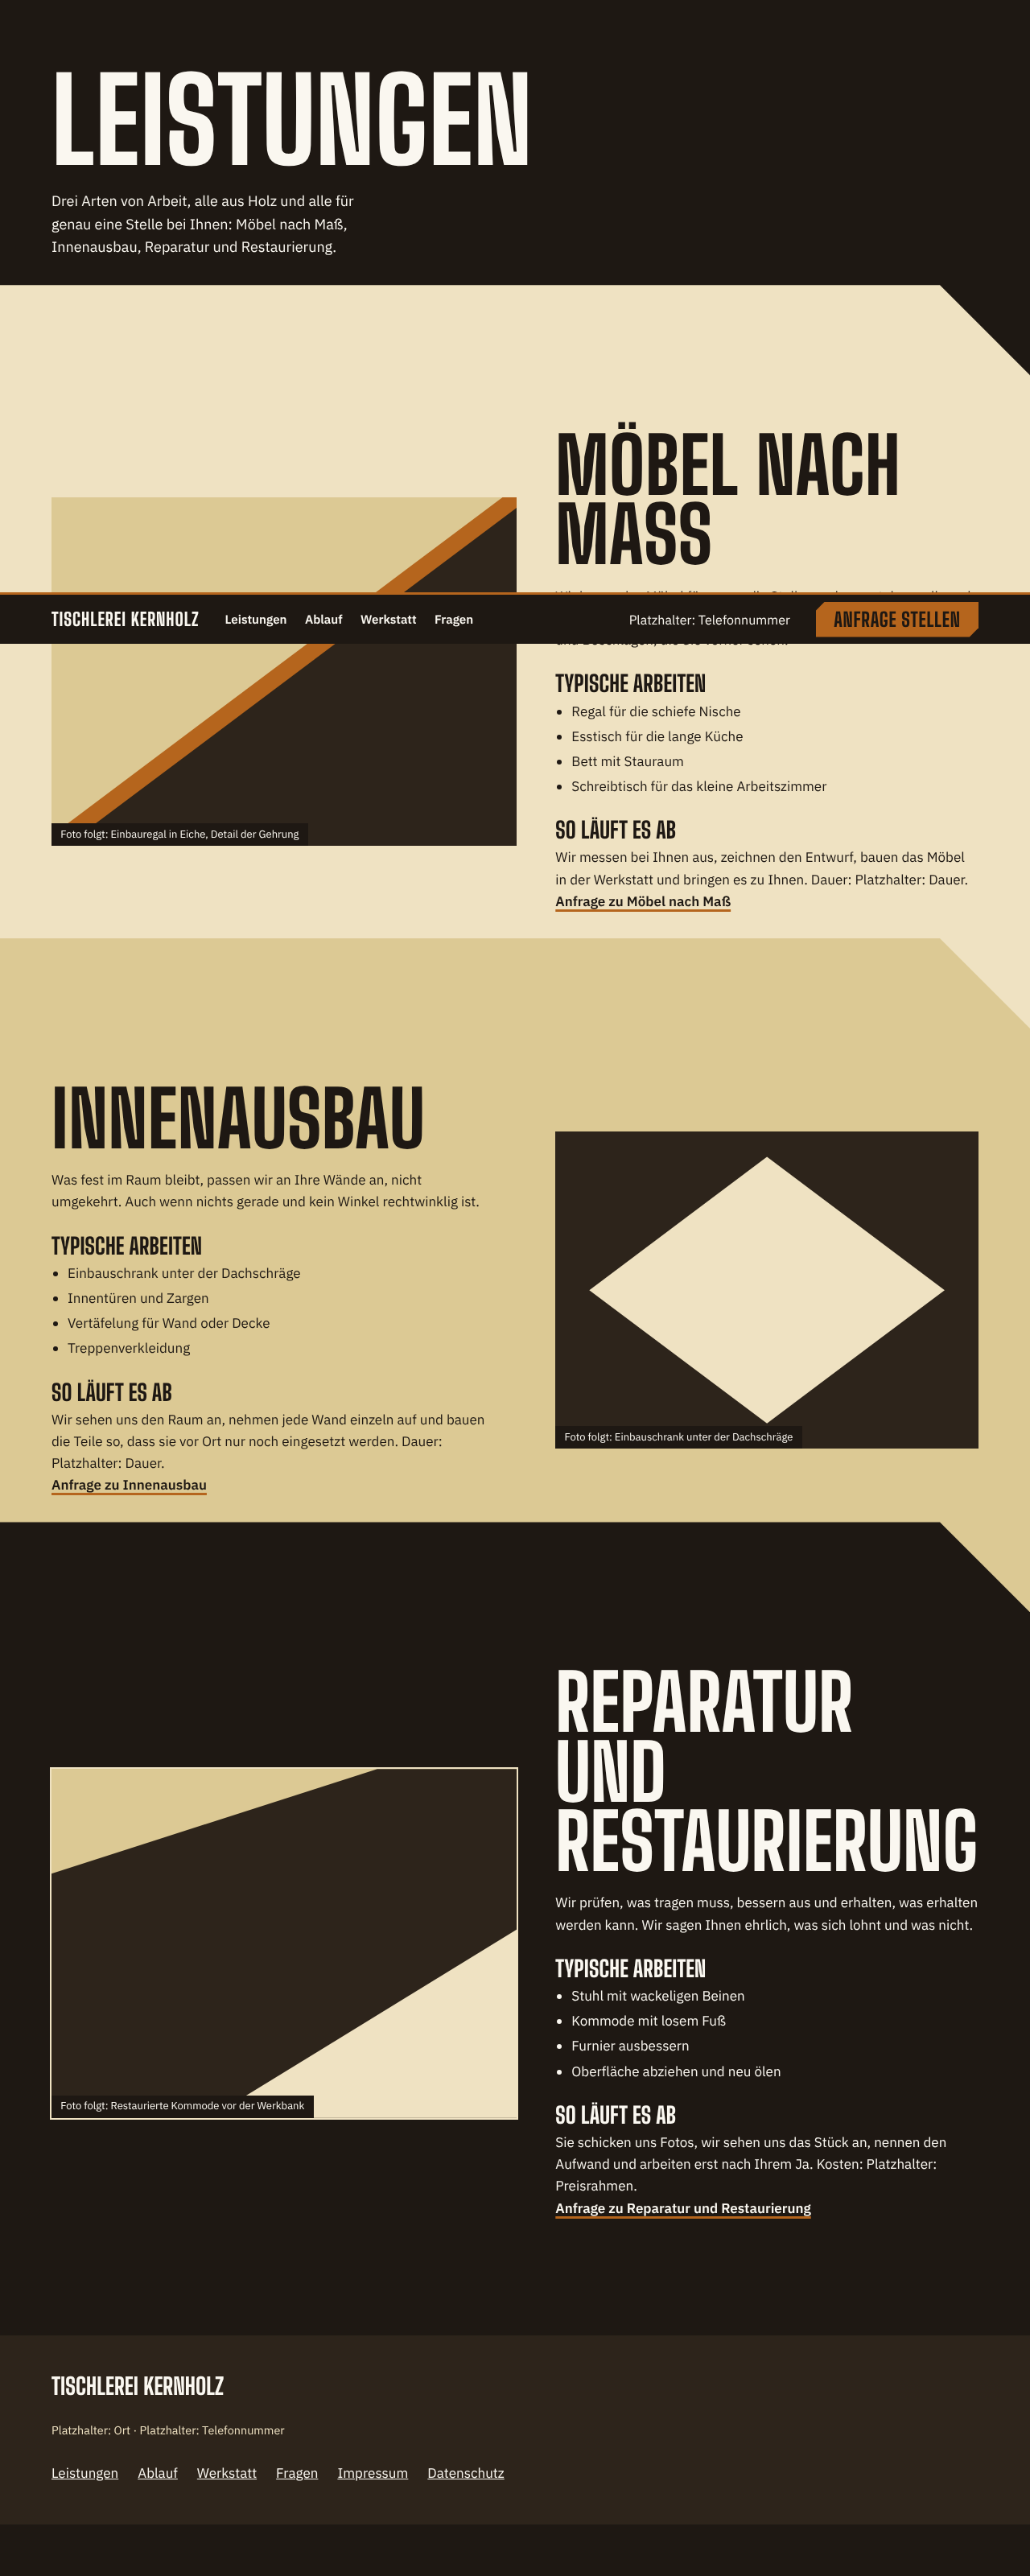 LEISTUNGEN
Drei Arten von Arbeit, alle aus Holz und alle für
genau eine Stelle bei Ihnen: Möbel nach Maß,
Innenausbau, Reparatur und Restaurierung.
MÖBEL NACH
MASS
TISCHLEREI KERNHOLZ
Leistungen
Ablauf
Werkstatt
Fragen
Platzhalter: Telefonnummer
ANFRAGE STELLEN
TYPISCHE ARBEITEN
• Regal für die schiefe Nische
• Esstisch für die lange Küche
• Bett mit Stauraum
• Schreibtisch für das kleine Arbeitszimmer
Foto folgt: Einbauregal in Eiche, Detail der Gehrung
SO LÄUFT ES AB
Wir messen bei Ihnen aus, zeichnen den Entwurf, bauen das Möbel
in der Werkstatt und bringen es zu Ihnen. Dauer: Platzhalter: Dauer.
Anfrage zu Möbel nach Maß
INNENAUSBAU
Was fest im Raum bleibt, passen wir an Ihre Wände an, nicht
umgekehrt. Auch wenn nichts gerade und kein Winkel rechtwinklig ist.
TYPISCHE ARBEITEN
• Einbauschrank unter der Dachschräge
• Innentüren und Zargen
• Vertäfelung für Wand oder Decke
• Treppenverkleidung
SO LÄUFT ES AB
Wir sehen uns den Raum an, nehmen jede Wand einzeln auf und bauen
die Teile so, dass sie vor Ort nur noch eingesetzt werden. Dauer:
Platzhalter: Dauer.
Anfrage zu Innenausbau
Foto folgt: Einbauschrank unter der Dachschräge
REPARATUR
UND
RESTAURIERUNG
Wir prüfen, was tragen muss, bessern aus und erhalten, was erhalten
werden kann. Wir sagen Ihnen ehrlich, was sich lohnt und was nicht.
TYPISCHE ARBEITEN
• Stuhl mit wackeligen Beinen
• Kommode mit losem Fuß
• Furnier ausbessern
• Oberfläche abziehen und neu ölen
Foto folgt: Restaurierte Kommode vor der Werkbank
SO LÄUFT ES AB
Sie schicken uns Fotos, wir sehen uns das Stück an, nennen den
Aufwand und arbeiten erst nach Ihrem Ja. Kosten: Platzhalter:
Preisrahmen.
Anfrage zu Reparatur und Restaurierung
TISCHLEREI KERNHOLZ
Platzhalter: Ort · Platzhalter: Telefonnummer
Leistungen
Ablauf
Werkstatt
Fragen
Impressum
Datenschutz